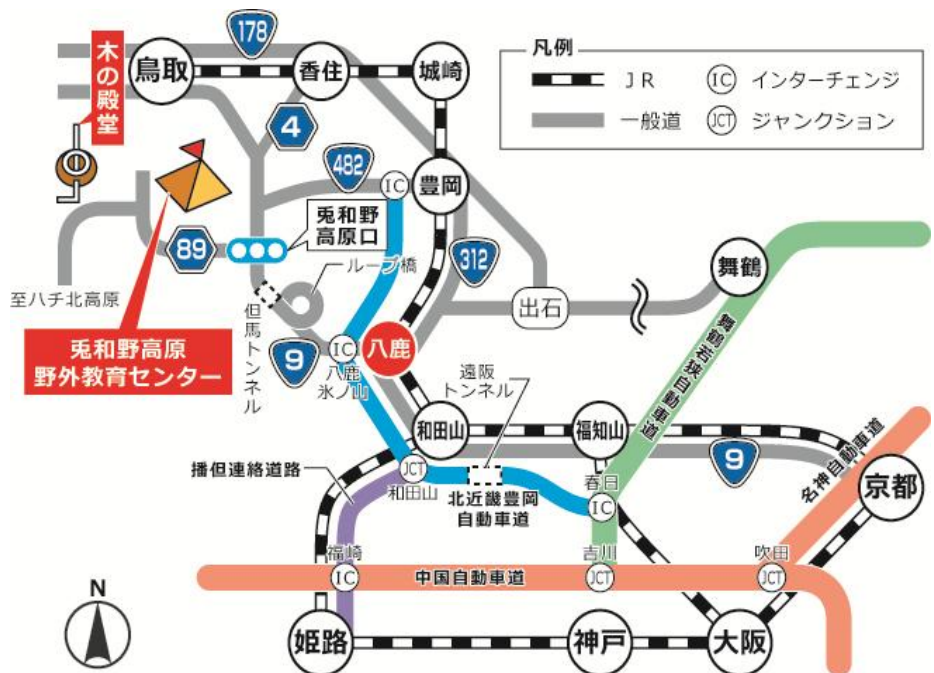 178
木の殿堂
鳥取
香住
城崎
凡例
JR
IC
インターチェンジ
一般道
JCT
ジャンクション
4
482
IC
豊岡
兎和野
高原口
89
ループ橋
312
舞鶴
至ハチ北高原
出石
但馬トンネル
兎和野高原
野外教育センター
9
IC
八鹿
八鹿
氷ノ山
舞鶴若狭自動車道
遠阪
トンネル
和田山
福知山
名神自動車道
9
播但連絡道路
JCT
和田山
北近畿豊岡
自動車道
春日
IC
京都
福崎
IC
中国自動車道
吉川
JCT
吹田
JCT
N
姫路
神戸
大阪